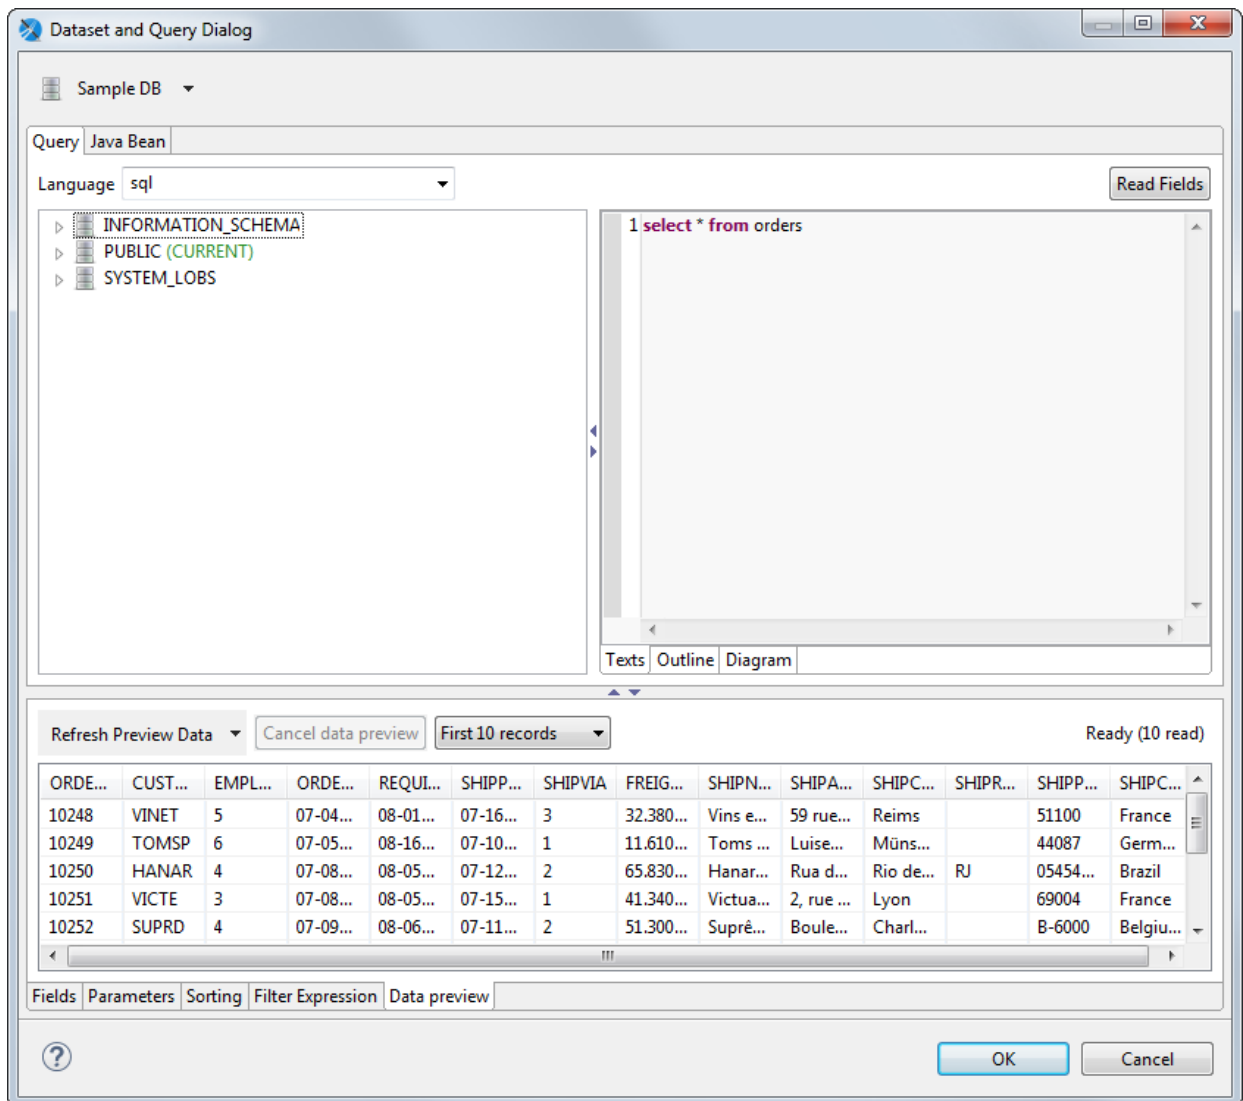 Dataset and Query Dialog
Sample DB
Query Java Bean
Language sql Read Fields
INFORMATION_SCHEMA
PUBLIC (CURRENT)
SYSTEM_LOBS
1 select * from orders
Texts Outline Diagram
Refresh Preview Data Cancel data preview First 10 records Ready (10 read)
ORDE... CUST... EMPL... ORDE... REQUI... SHIPP... SHIPVIA FREIG... SHIPN... SHIPA... SHIPC... SHIPR... SHIPP... SHIPC...
10248 VINET 5 07-04... 08-01... 07-16... 3 32.380... Vins e... 59 rue... Reims 51100 France
10249 TOMSP 6 07-05... 08-16... 07-10... 1 11.610... Toms ... Luise... Müns... 44087 Germ...
10250 HANAR 4 07-08... 08-05... 07-12... 2 65.830... Hanar... Rua d... Rio de... RJ 05454... Brazil
10251 VICTE 3 07-08... 08-05... 07-15... 1 41.340... Victua... 2, rue ... Lyon 69004 France
10252 SUPRD 4 07-09... 08-06... 07-11... 2 51.300... Suprê... Boule... Charl... B-6000 Belgiu...
Fields Parameters Sorting Filter Expression Data preview
? OK Cancel